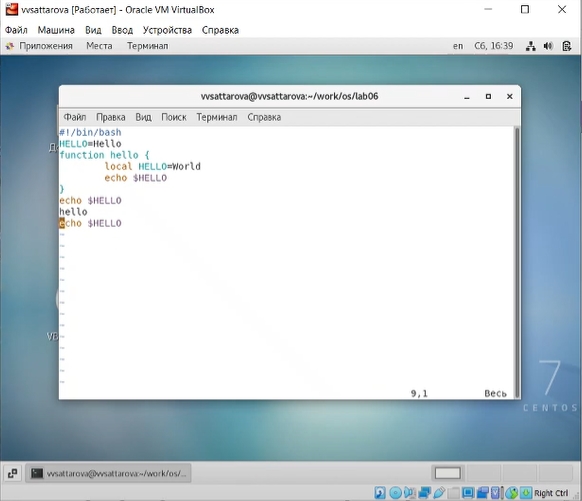 vvsattarova [Работает] - Oracle VM VirtualBox
Файл Машина Вид Ввод Устройства Справка
Приложения Места Терминал en Сб, 16:39
vvsattarova@vvsattarova:~/work/os/lab06
Файл Правка Вид Поиск Терминал Справка
#!/bin/bash
HELLO=Hello
function hello {
local HELLO=World
echo $HELLO
}
echo $HELLO
hello
echo $HELLO
~
~
~
~
~
~
~
~
~
~
~
~
~
~
9,1 Весь
7
CENTOS
vvsattarova@vvsattarova:~/work/os/...
Right Ctrl